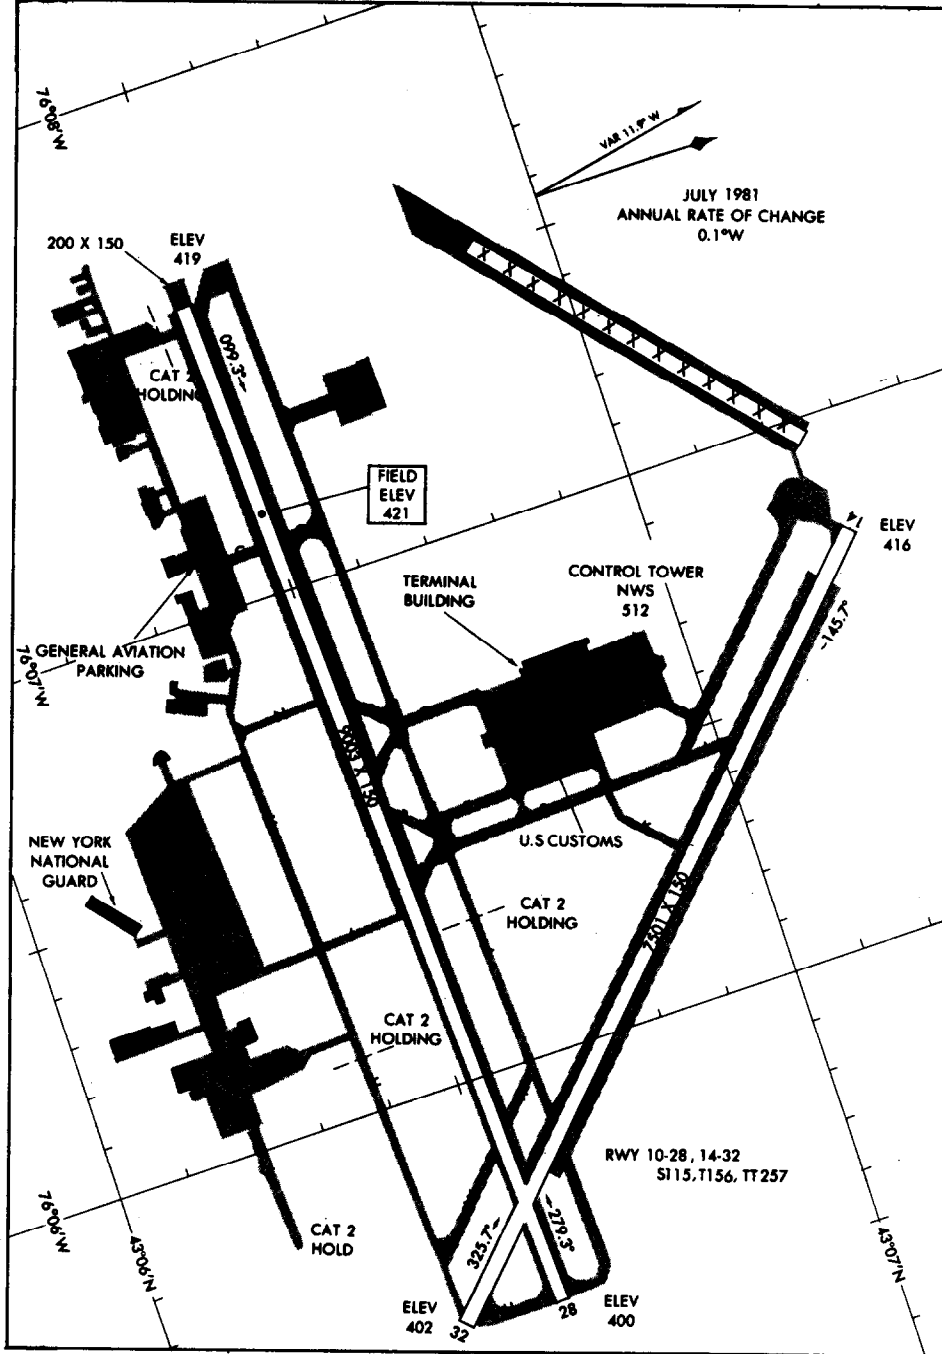 76°08'W
VAR 11.9° W
JULY 1981
ANNUAL RATE OF CHANGE
0.1°W
200 X 150
ELEV
419
099.3°
CAT 2
HOLDING
FIELD
ELEV
421
14
ELEV
416
TERMINAL
BUILDING
CONTROL TOWER
NWS
512
145.7°
GENERAL AVIATION
PARKING
76°07'W
9003 X 150
U.S CUSTOMS
NEW YORK
NATIONAL
GUARD
CAT 2
HOLDING
7501 X 150
CAT 2
HOLDING
RWY 10-28, 14-32
S115, T156, TT257
76°06'W
43°06'N
CAT 2
HOLD
325.7°
279.3°
43°07'N
ELEV
402
32
28
ELEV
400